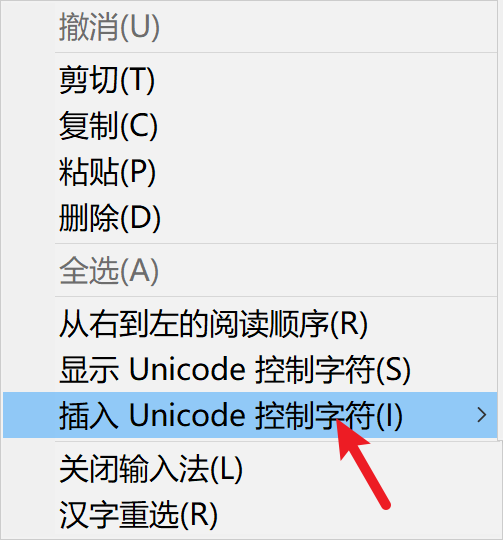 撤消(U)
剪切(T)
复制(C)
粘贴(P)
删除(D)
全选(A)
从右到左的阅读顺序(R)
显示 Unicode 控制字符(S)
插入 Unicode 控制字符(I)
关闭输入法(L)
汉字重选(R)